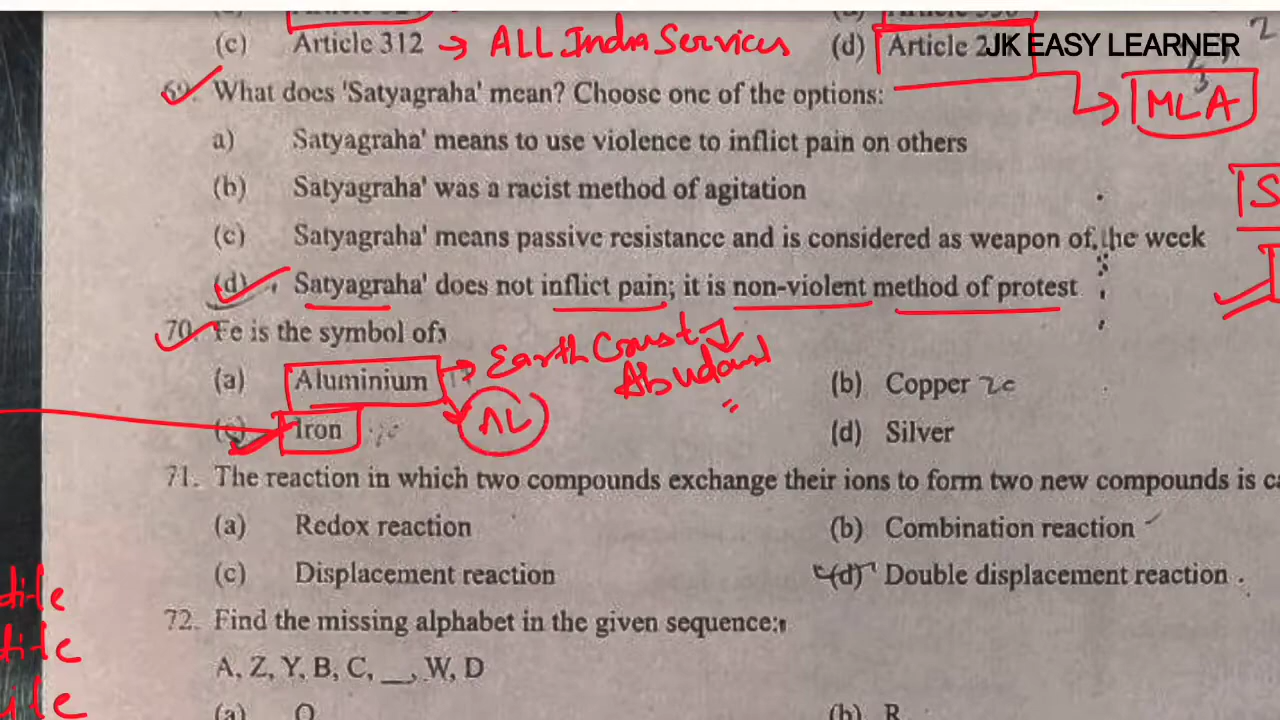 (c) Article 312 → ALL India Services (d) Article 2
JK EASY LEARNER
69. What does 'Satyagraha' mean? Choose one of the options:
MLA
a) Satyagraha' means to use violence to inflict pain on others
(b) Satyagraha' was a racist method of agitation
(c) Satyagraha' means passive resistance and is considered as weapon of the week
(d) Satyagraha' does not inflict pain; it is non-violent method of protest
70. Fe is the symbol of:
Earth Crust
Abudant
(a) Aluminium (b) Copper
AL
(c) Iron (d) Silver
71. The reaction in which two compounds exchange their ions to form two new compounds is ca
(a) Redox reaction (b) Combination reaction
(c) Displacement reaction (d) Double displacement reaction .
72. Find the missing alphabet in the given sequence:
A, Z, Y, B, C, __, W, D
(a) Q (b) R